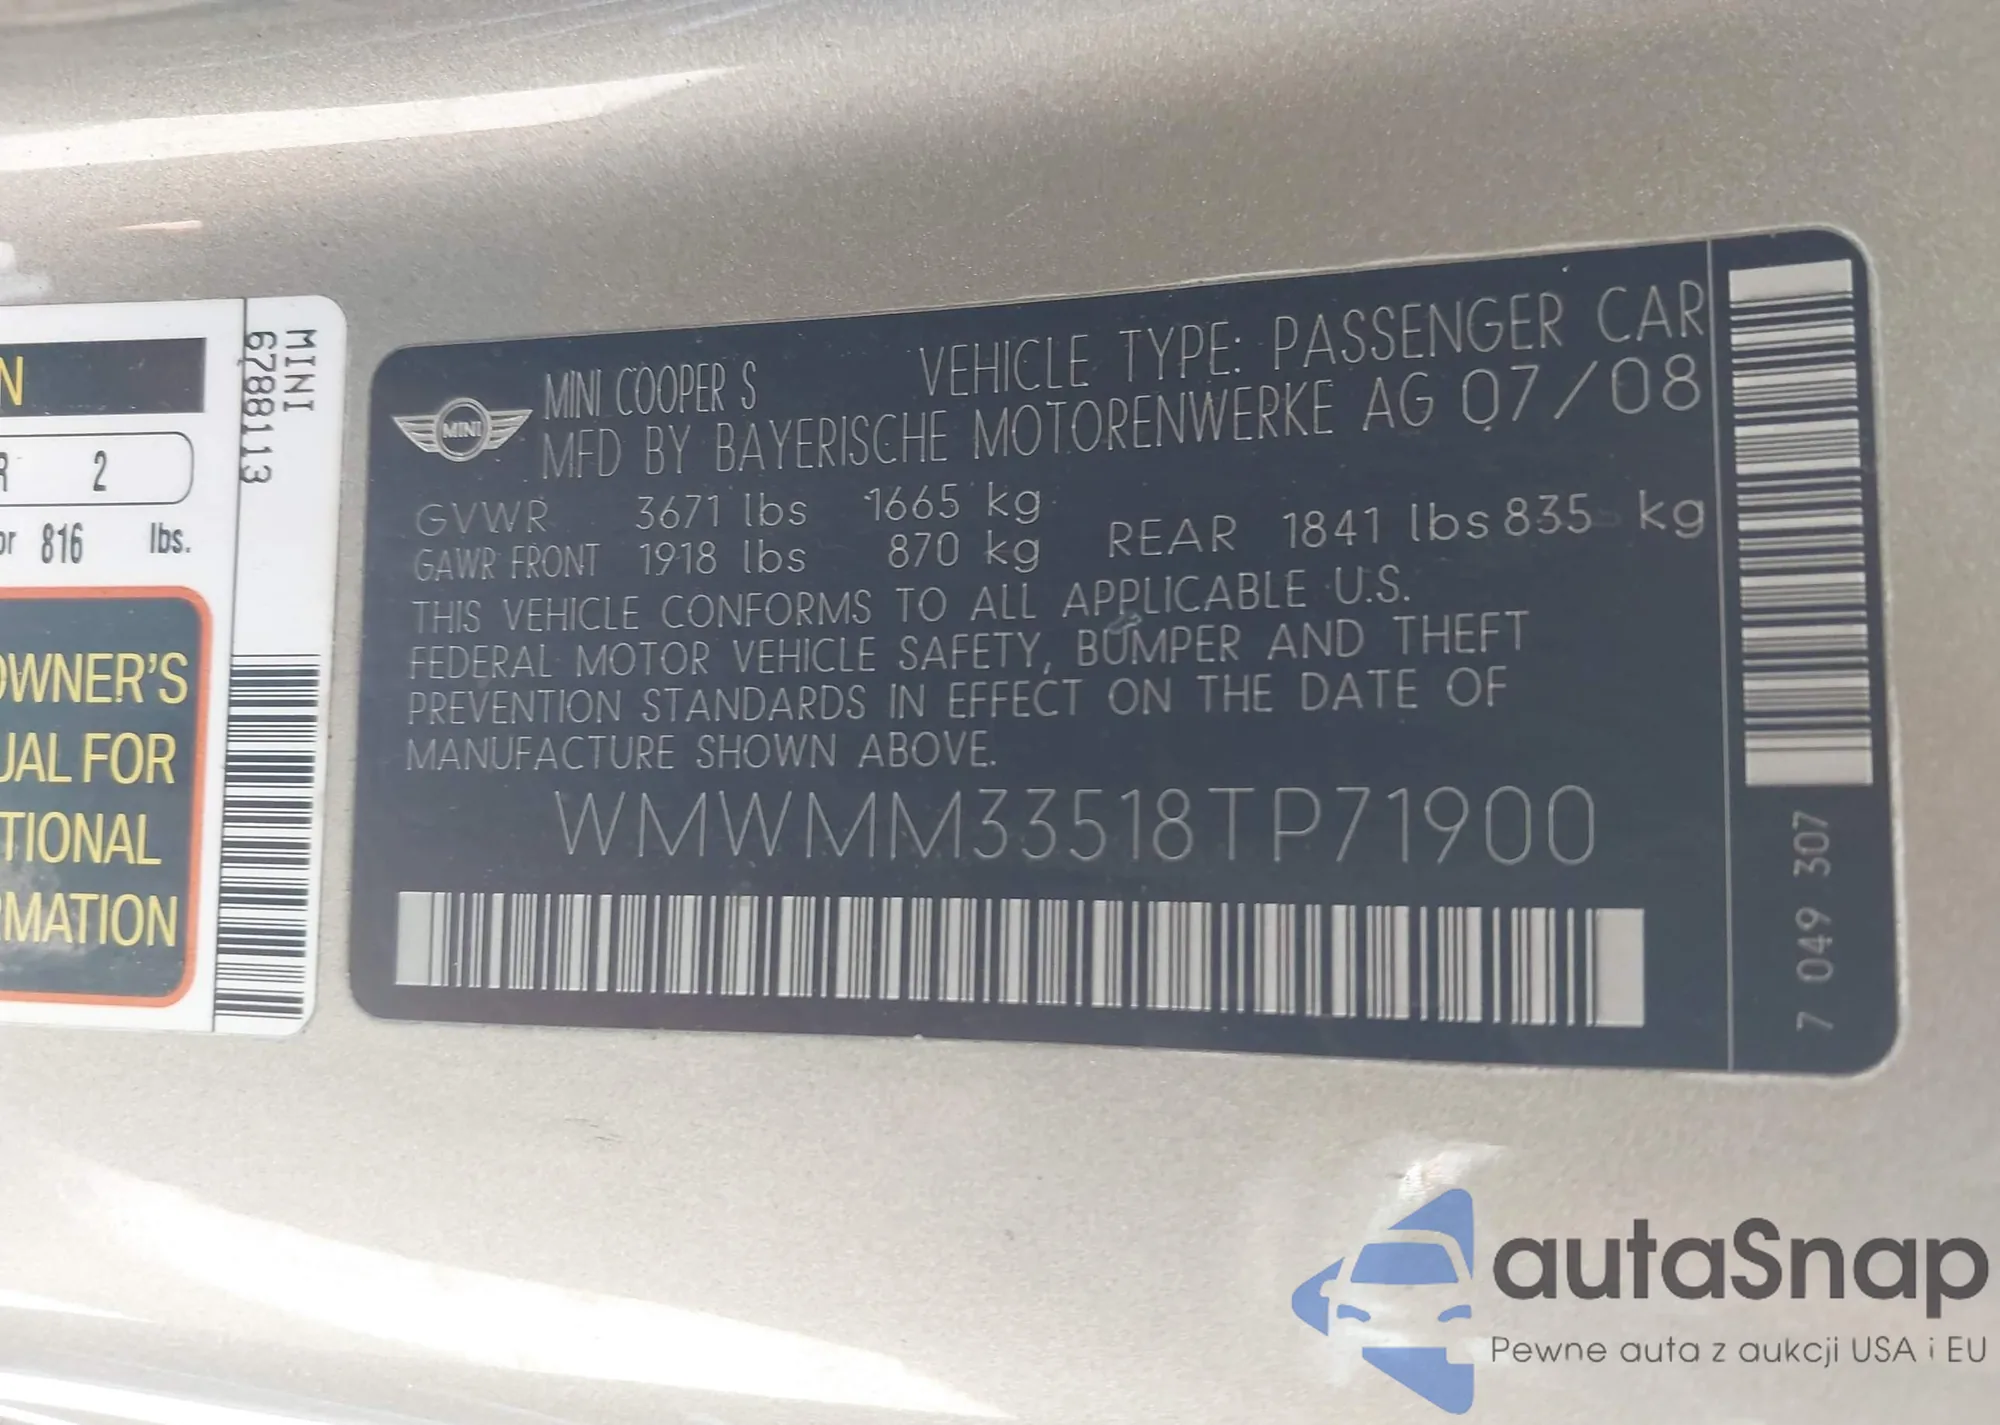 N
R 2
or 816 lbs.
OWNER'S
UAL FOR
TIONAL
RMATION
MINI
6788113
MINI
MINI COOPER S VEHICLE TYPE: PASSENGER CAR
MFD BY BAYERISCHE MOTORENWERKE AG 07/08
GVWR 3671 lbs 1665 kg
GAWR FRONT 1918 lbs 870 kg REAR 1841 lbs 835 kg
THIS VEHICLE CONFORMS TO ALL APPLICABLE U.S.
FEDERAL MOTOR VEHICLE SAFETY, BUMPER AND THEFT
PREVENTION STANDARDS IN EFFECT ON THE DATE OF
MANUFACTURE SHOWN ABOVE.
WMWMM33518TP71900
7 049 307
autaSnap
Pewne auta z aukcji USA i EU